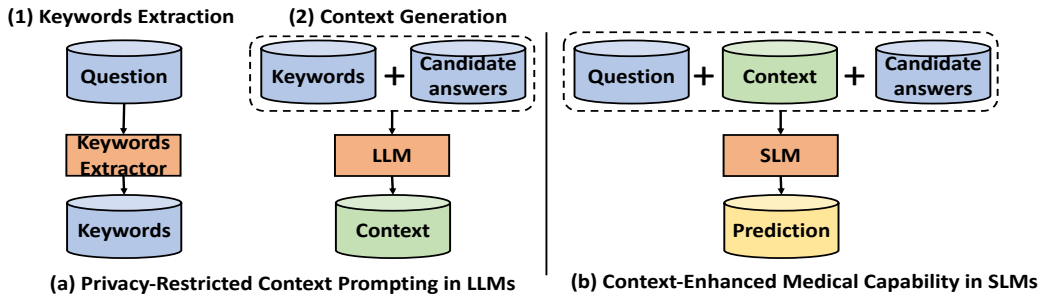 (1) Keywords Extraction
Question
Keywords
Extractor
Keywords
(2) Context Generation
Keywords
+
Candidate
answers
LLM
Context
(a) Privacy-Restricted Context Prompting in LLMs
Question
+
Context
+
Candidate
answers
SLM
Prediction
(b) Context-Enhanced Medical Capability in SLMs